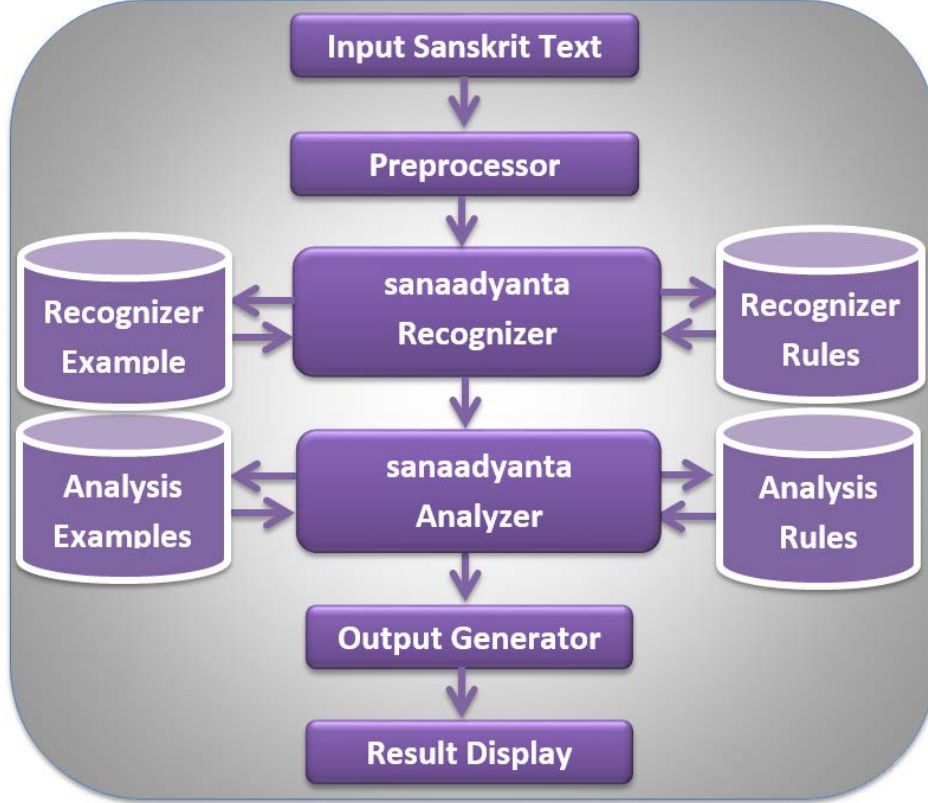 Input Sanskrit Text
Preprocessor
Recognizer
Example
sanaadyanta
Recognizer
Recognizer
Rules
Analysis
Examples
sanaadyanta
Analyzer
Analysis
Rules
Output Generator
Result Display